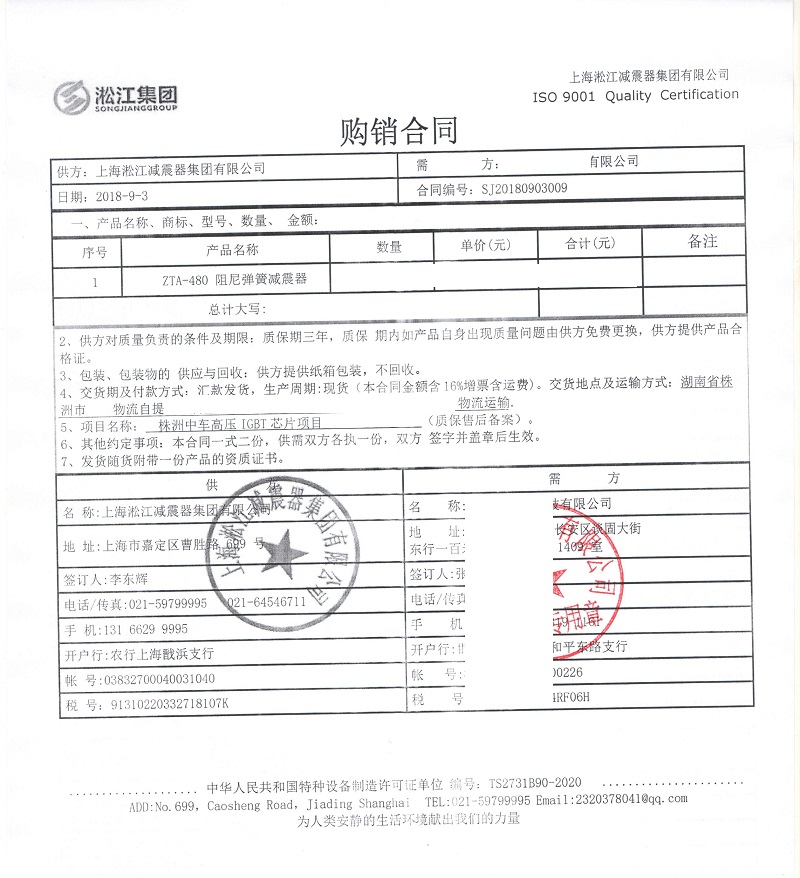 淞江集团
SONGJIANGGROUP
上海淞江减震器集团有限公司
ISO 9001 Quality Certification
购销合同
供方：上海淞江减震器集团有限公司
需 方： 有限公司
日期：2018-9-3
合同编号：SJ20180903009
一、产品名称、商标、型号、数量、 金额：
序号 产品名称 数量 单价(元) 合计(元) 备注
1 ZTA-480 阻尼弹簧减震器
总计大写：
2、供方对质量负责的条件及期限：质保期三年，质保 期内如产品自身出现质量问题由供方免费更换，供方提供产品合
格证。
3、包装、包装物的 供应与回收：供方提供纸箱包装，不回收。
4、交货期及付款方式：汇款发货，生产周期:现货（本合同金额含16%增票含运费）。交货地点及运输方式：湖南省株
洲市 物流自提 物流运输.
5、项目名称： 株洲中车高压IGBT芯片项目 （质保售后备案）。
6、其他约定事项：本合同一式二份，供需双方各执一份，双方 签字并盖章后生效。
7、发货随货附带一份产品的资质证书。
供 方
需 方
名 称:上海淞江减震器集团有限公司
名 称: 有限公司
地 址:上海市嘉定区曹胜路 699 号
地 址: 长安区谈固大街
东行一百 1409 室
签订人:李东辉
签订人:张
电话/传真:021-59799995 021-64546711
电话/传真
手 机:131 6629 9995
手 机
开户行:农行上海戬浜支行
开户行: 和平东路支行
帐 号:03832700040031040
帐 号: 00226
税 号: 91310220332718107K
税 号 4RF06H
上海淞江减震器集团有限公司
有限公司
专用章
中华人民共和国特种设备制造许可证单位 编号：TS2731B90-2020
ADD:No.699, Caosheng Road, Jiading Shanghai TEL:021-59799995 Email:2320378041@qq.com
为人类安静的生活环境献出我们的力量